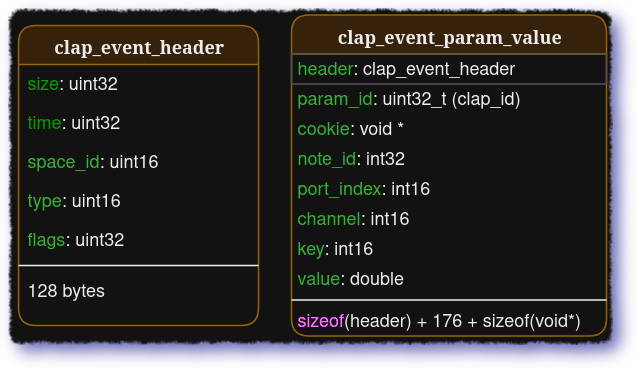 clap_event_header
size: uint32
time: uint32
space_id: uint16
type: uint16
flags: uint32
128 bytes
clap_event_param_value
header: clap_event_header
param_id: uint32_t (clap_id)
cookie: void *
note_id: int32
port_index: int16
channel: int16
key: int16
value: double
sizeof(header) + 176 + sizeof(void*)